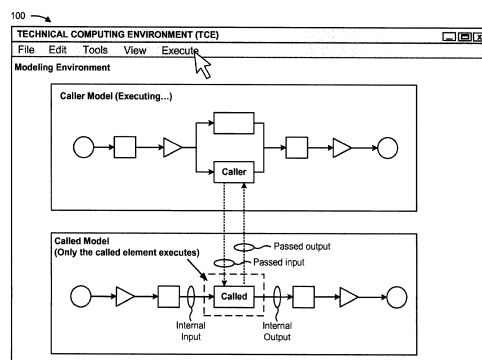 100
TECHNICAL COMPUTING ENVIRONMENT (TCE)
File Edit Tools View Execute
Modeling Environment
Caller Model (Executing...)
Caller
Called Model
(Only the called element executes)
Passed output
Passed input
Called
Internal
Input
Internal
Output